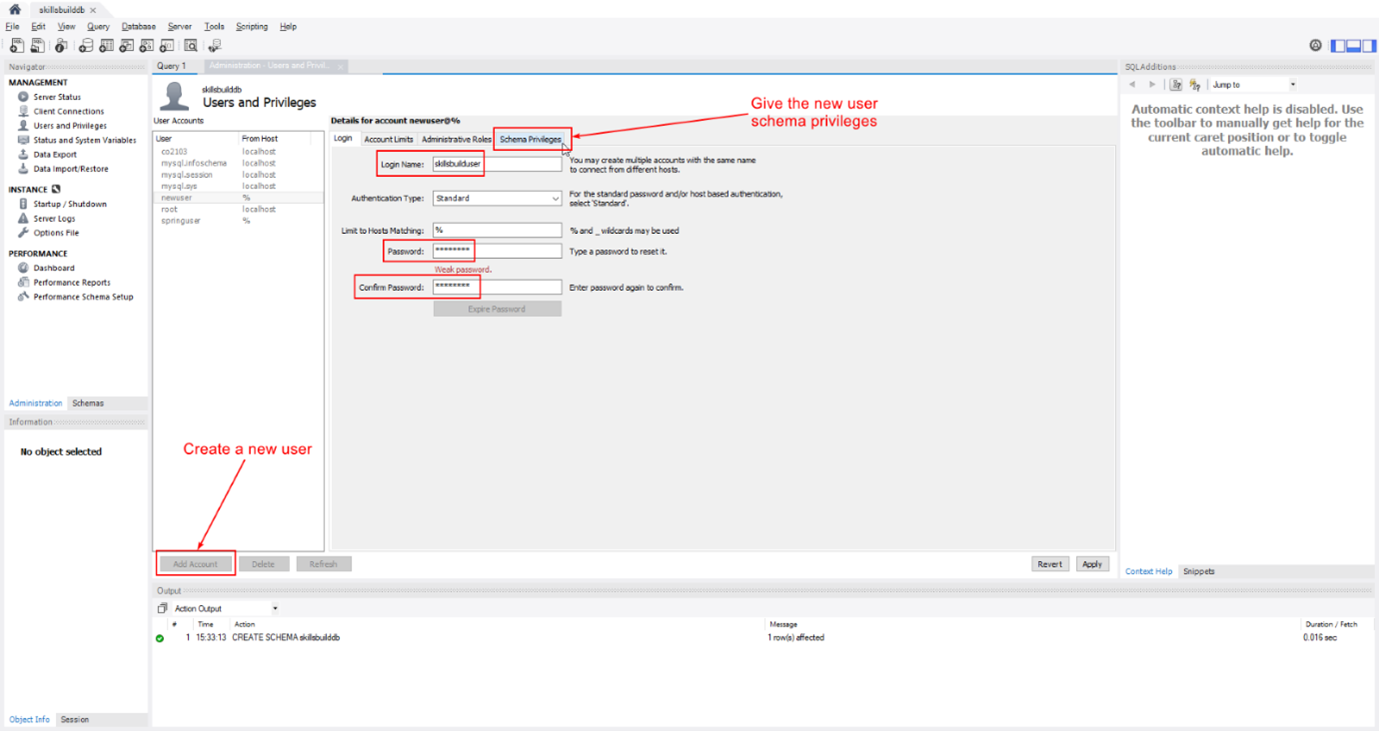 skillsbuilddb ×
File Edit View Query Database Server Tools Scripting Help
Navigator
MANAGEMENT
Server Status
Client Connections
Users and Privileges
Status and System Variables
Data Export
Data Import/Restore
INSTANCE
Startup / Shutdown
Server Logs
Options File
PERFORMANCE
Dashboard
Performance Reports
Performance Schema Setup
Administration Schemas
Information
No object selected
Object Info Session
Query 1 Administration - Users and Privil... ×
skillsbuilddb
Users and Privileges
User Accounts
User From Host
co2103 localhost
mysql.infoschema localhost
mysql.session localhost
mysql.sys localhost
newuser %
root localhost
springuser %
Create a new user
Add Account Delete Refresh
Details for account newuser@%
Login Account Limits Administrative Roles Schema Privileges
Give the new user
schema privileges
Login Name: skillsbuilduser
You may create multiple accounts with the same name
to connect from different hosts.
Authentication Type: Standard
For the standard password and/or host based authentication,
select 'Standard'.
Limit to Hosts Matching: % % and _ wildcards may be used
Password: ******** Type a password to reset it.
Weak password.
Confirm Password: ******** Enter password again to confirm.
Expire Password
Revert Apply
SQLAdditions
Jump to
Automatic context help is disabled. Use
the toolbar to manually get help for the
current caret position or to toggle
automatic help.
Context Help Snippets
Output
Action Output
# Time Action Message Duration / Fetch
1 15:33:13 CREATE SCHEMA skillsbuilddb 1 row(s) affected 0.016 sec